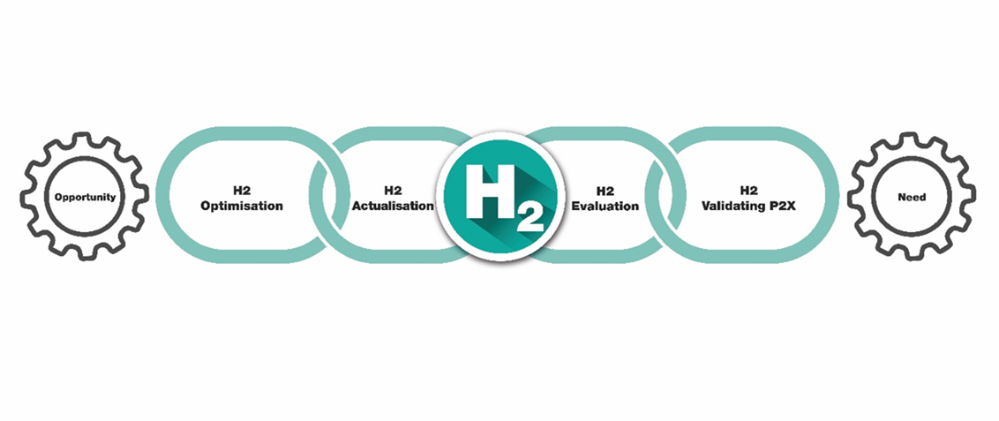 Opportunity
H2
Optimisation
H2
Actualisation
H2
H2
Evaluation
H2
Validating P2X
Need